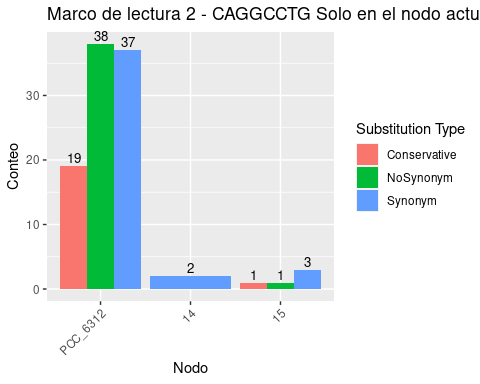 Marco de lectura 2 - CAGGCCTG Solo en el nodo actu
Conteo
30
20
10
0
19
38
37
2
1
1
3
PCC_6312
14
15
Nodo
Substitution Type
Conservative
NoSynonym
Synonym